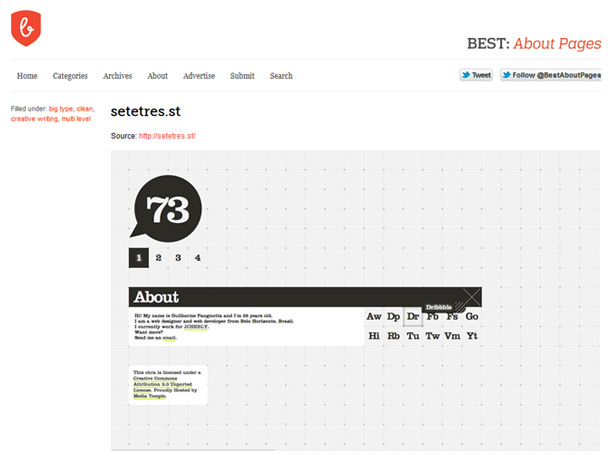 b
BEST: About Pages
Home Categories Archives About Advertise Submit Search
Tweet Follow @BestAboutPages
Filled under: big type, clean,
creative writing, multi level
setetres.st
Source: http://setetres.st/
73
1 2 3 4
About
Dribbble
Hi! My name is Guilherme Pangnotta and I'm 25 years old.
I am a web designer and web developer from Belo Horizonte, Brazil.
I currently work for JCHEBLY.
Want more?
Send me an email.
Aw Dp Dr Fb Fs Go
Hi Rb Tu Tw Vm Yt
This obra is licensed under a
Creative Commons
Attribution 3.0 Unported
License. Proudly Hosted by
Media Temple.